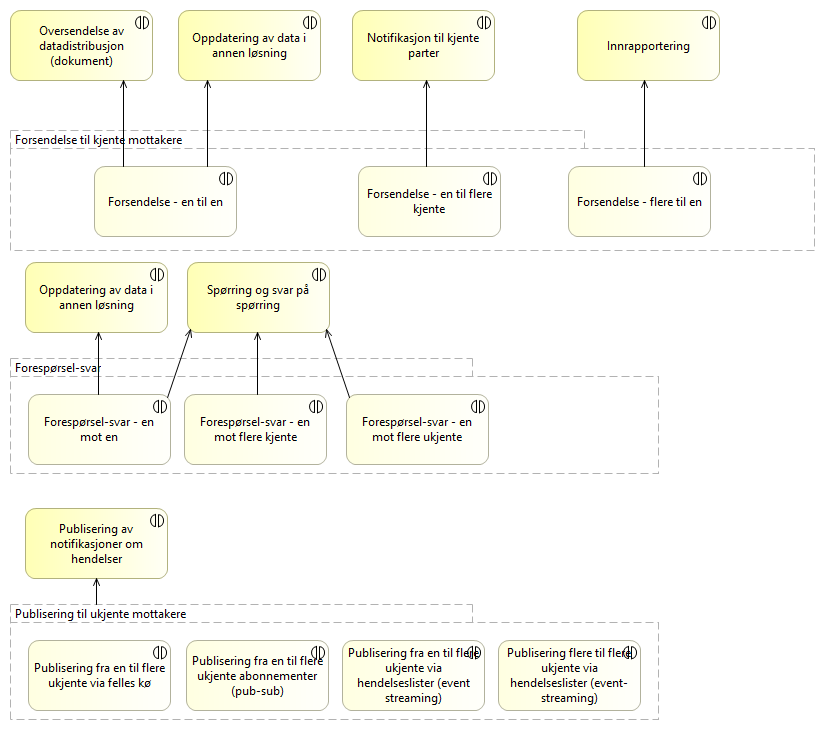 Oversendelse av
datadistribusjon
(dokument)
Oppdatering av data i
annen løsning
Notifikasjon til kjente
parter
Innrapportering
Forsendelse til kjente mottakere
Forsendelse - en til en
Forsendelse - en til flere
kjente
Forsendelse - flere til en
Oppdatering av data i
annen løsning
Spørring og svar på
spørring
Forespørsel-svar
Forespørsel-svar - en
mot en
Forespørsel-svar - en
mot flere kjente
Forespørsel-svar - en
mot flere ukjente
Publisering av
notifikasjoner om
hendelser
Publisering til ukjente mottakere
Publisering fra en til flere
ukjente via felles kø
Publisering fra en til flere
ukjente abonnementer
(pub-sub)
Publisering fra en til flere
ukjente via
hendelseslister (event
streaming)
Publisering flere til flere
ukjente via
hendelseslister (event-
streaming)